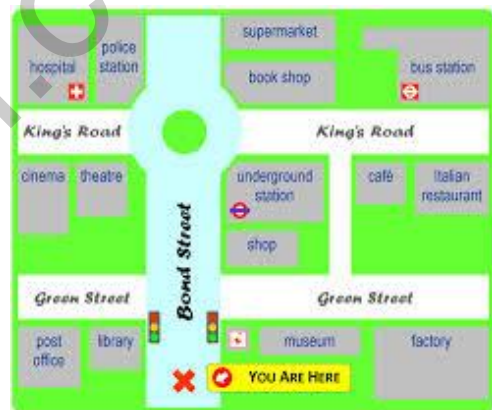 supermarket
police
station
hospital
book shop
bus station
King's Road
King's Road
cinema
theatre
underground
station
café
Italian
restaurant
Bond Street
shop
Green Street
Green Street
post
office
library
museum
factory
YOU ARE HERE